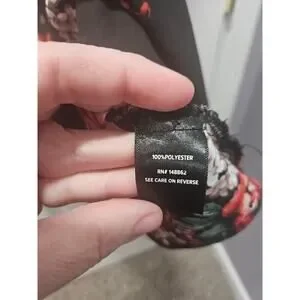 100%POLYESTER
RN# 148862
SEE CARE ON REVERSE